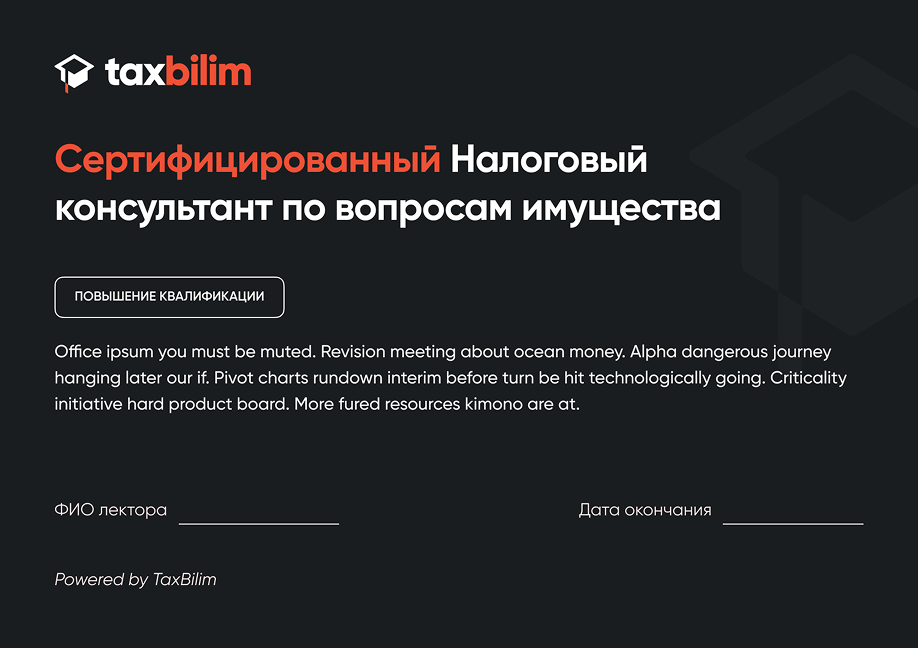 taxbilim
Сертифицированный Налоговый
консультант по вопросам имущества
ПОВЫШЕНИЕ КВАЛИФИКАЦИИ
Office ipsum you must be muted. Revision meeting about ocean money. Alpha dangerous journey
hanging later our if. Pivot charts rundown interim before turn be hit technologically going. Criticality
initiative hard product board. More fured resources kimono are at.
ФИО лектора
Дата окончания
Powered by TaxBilim